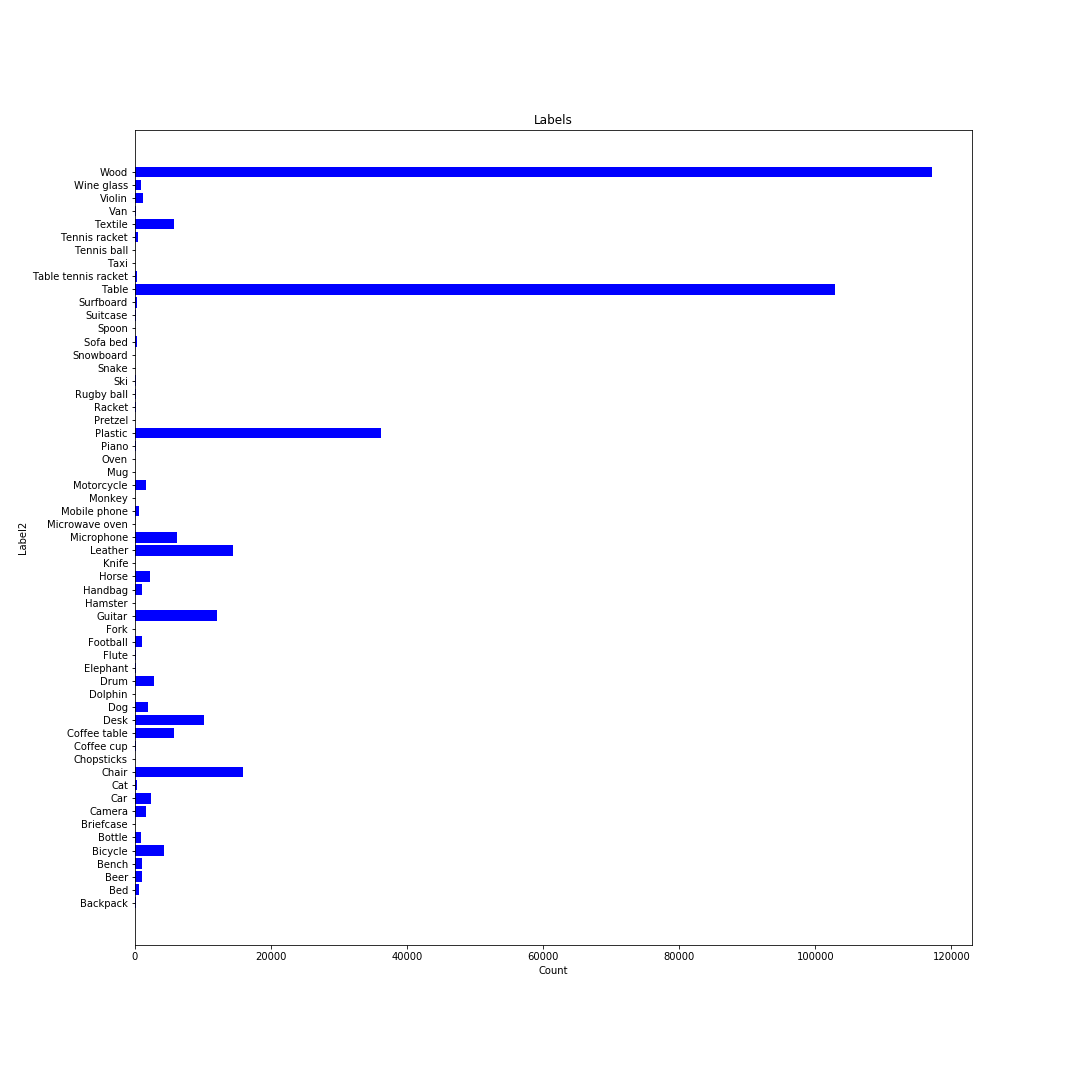 Labels
Wood
Wine glass
Violin
Van
Textile
Tennis racket
Tennis ball
Taxi
Table tennis racket
Table
Surfboard
Suitcase
Spoon
Sofa bed
Snowboard
Snake
Ski
Rugby ball
Racket
Pretzel
Plastic
Piano
Oven
Mug
Motorcycle
Monkey
Mobile phone
Microwave oven
Microphone
Leather
Knife
Horse
Handbag
Hamster
Guitar
Fork
Football
Flute
Elephant
Drum
Dolphin
Dog
Desk
Coffee table
Coffee cup
Chopsticks
Chair
Cat
Car
Camera
Briefcase
Bottle
Bicycle
Bench
Beer
Bed
Backpack
Label2
0 20000 40000 60000 80000 100000 120000
Count